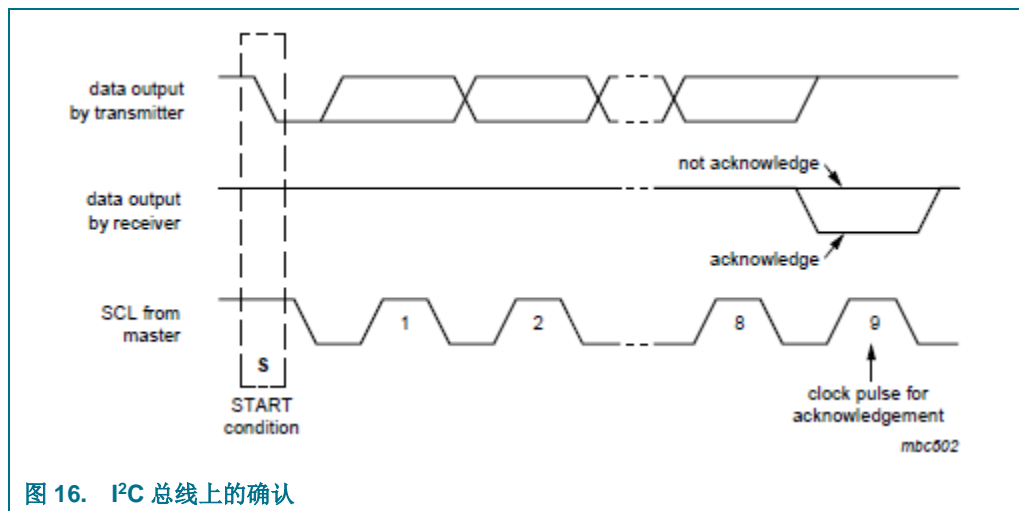 data output
by transmitter
not acknowledge
data output
by receiver
acknowledge
SCL from
master
1
2
8
9
S
START
condition
clock pulse for
acknowledgement
mbc602
图 16. I²C 总线上的确认